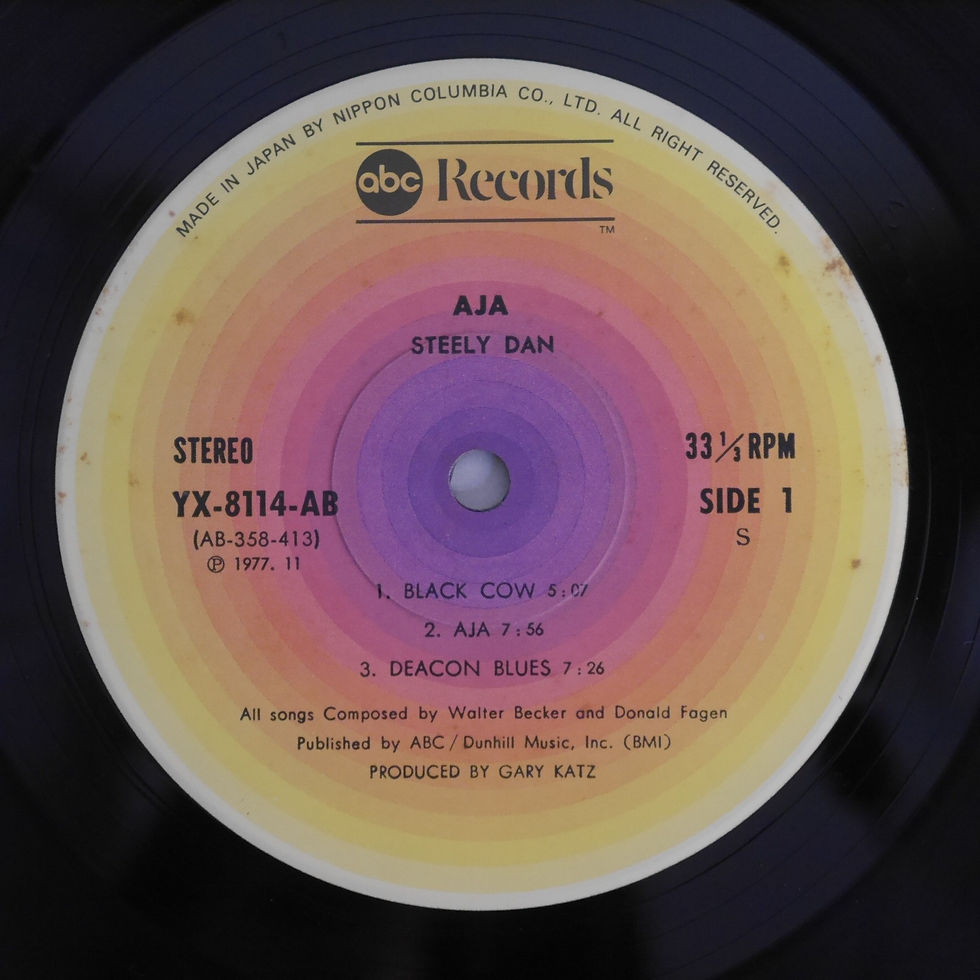 MADE IN JAPAN BY NIPPON COLUMBIA CO., LTD. ALL RIGHT RESERVED.
abc Records
TM
AJA
STEELY DAN
STEREO
33 1/3 RPM
YX-8114-AB
SIDE 1
(AB-358-413)
S
℗ 1977. 11
1. BLACK COW 5:07
2. AJA 7:56
3. DEACON BLUES 7:26
All songs Composed by Walter Becker and Donald Fagen
Published by ABC/Dunhill Music, Inc. (BMI)
PRODUCED BY GARY KATZ